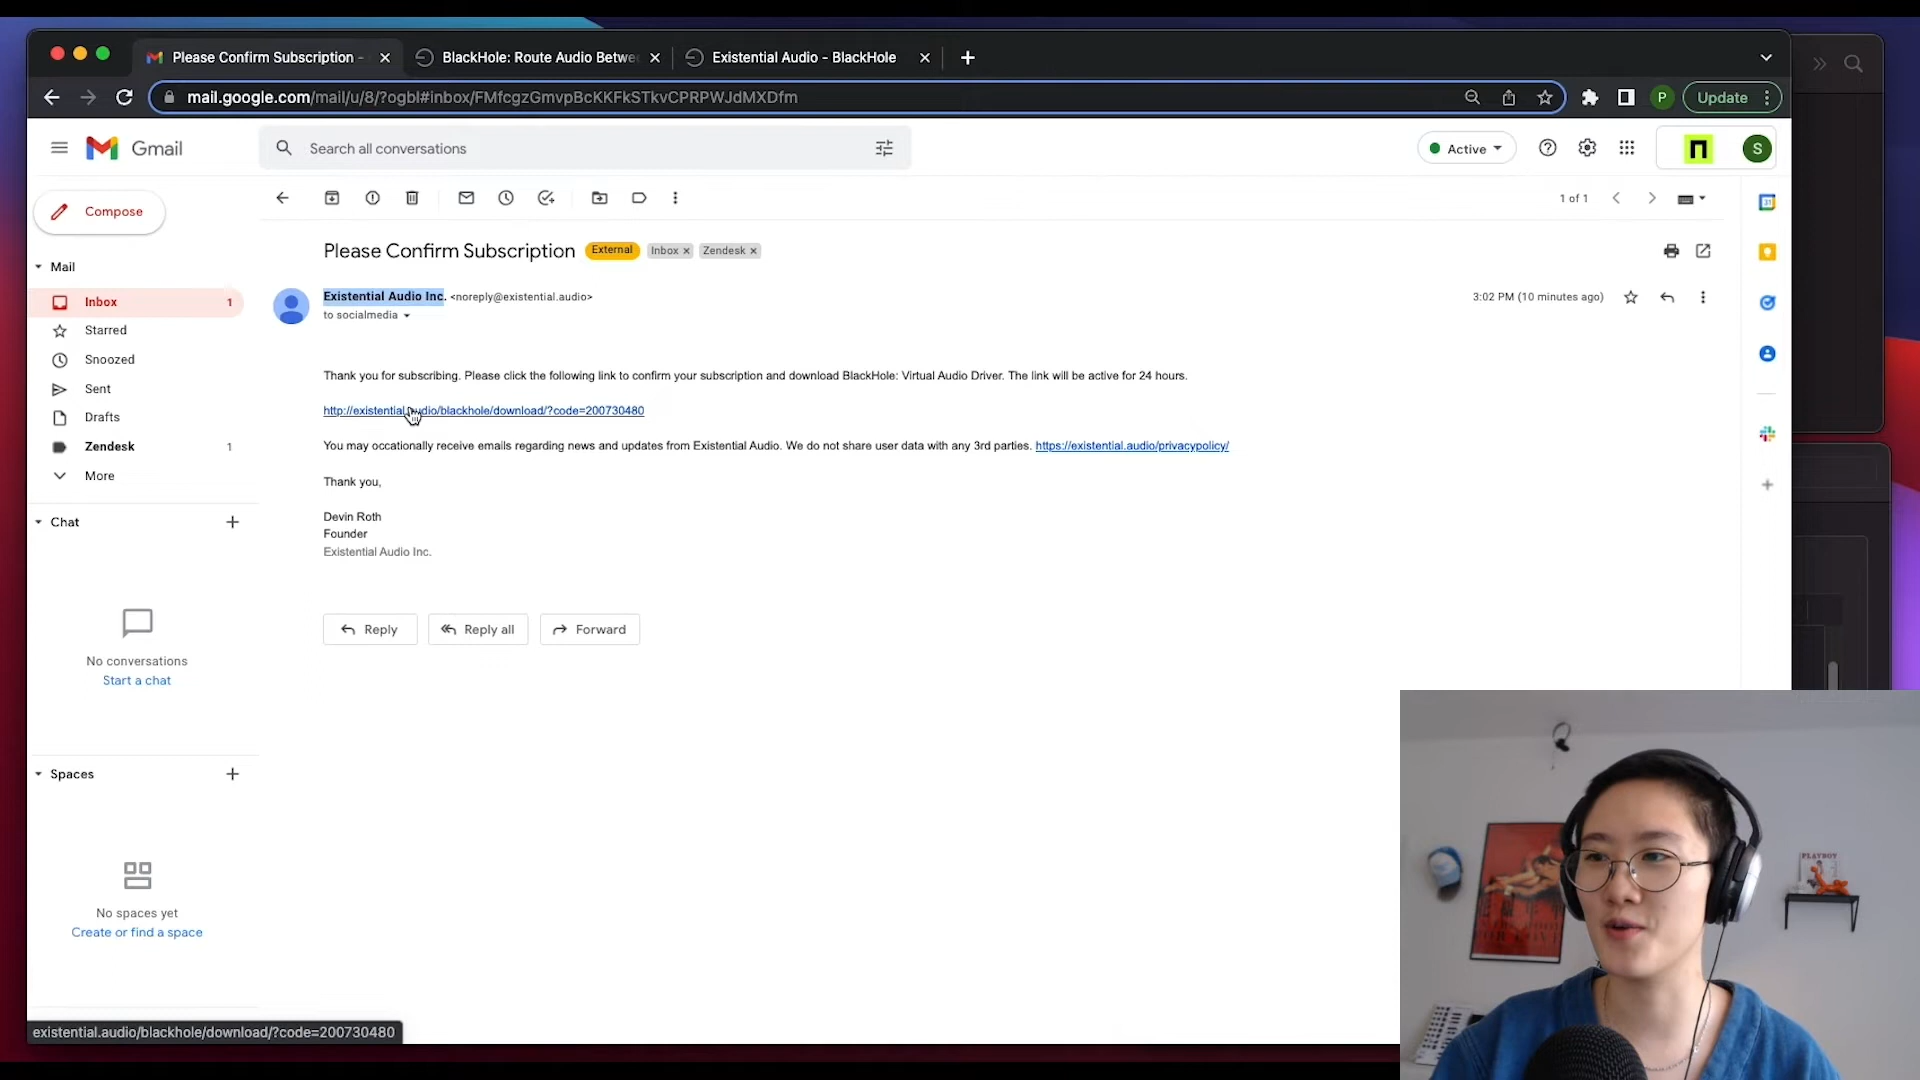 Please Confirm Subscription -
BlackHole: Route Audio Betwe
Existential Audio - BlackHole
mail.google.com/mail/u/8/?ogbl#inbox/FMfcgzGmvpBcKKFkSTkvCPRPWJdMXDfm
P
Update
Gmail
Search all conversations
Active
S
Compose
1 of 1
Mail
Please Confirm Subscription External Inbox × Zendesk ×
31
Inbox 1
Existential Audio Inc. <noreply@existential.audio>
3:02 PM (10 minutes ago)
to socialmedia
Starred
Snoozed
Sent
Drafts
Zendesk 1
More
Thank you for subscribing. Please click the following link to confirm your subscription and download BlackHole: Virtual Audio Driver. The link will be active for 24 hours.
http://existential.audio/blackhole/download/?code=200730480
You may occationally receive emails regarding news and updates from Existential Audio. We do not share user data with any 3rd parties. https://existential.audio/privacypolicy/
Thank you,
Devin Roth
Founder
Existential Audio Inc.
Chat
Reply
Reply all
Forward
No conversations
Start a chat
Spaces
No spaces yet
Create or find a space
PLAYBOY
FOR LOVE
existential.audio/blackhole/download/?code=200730480